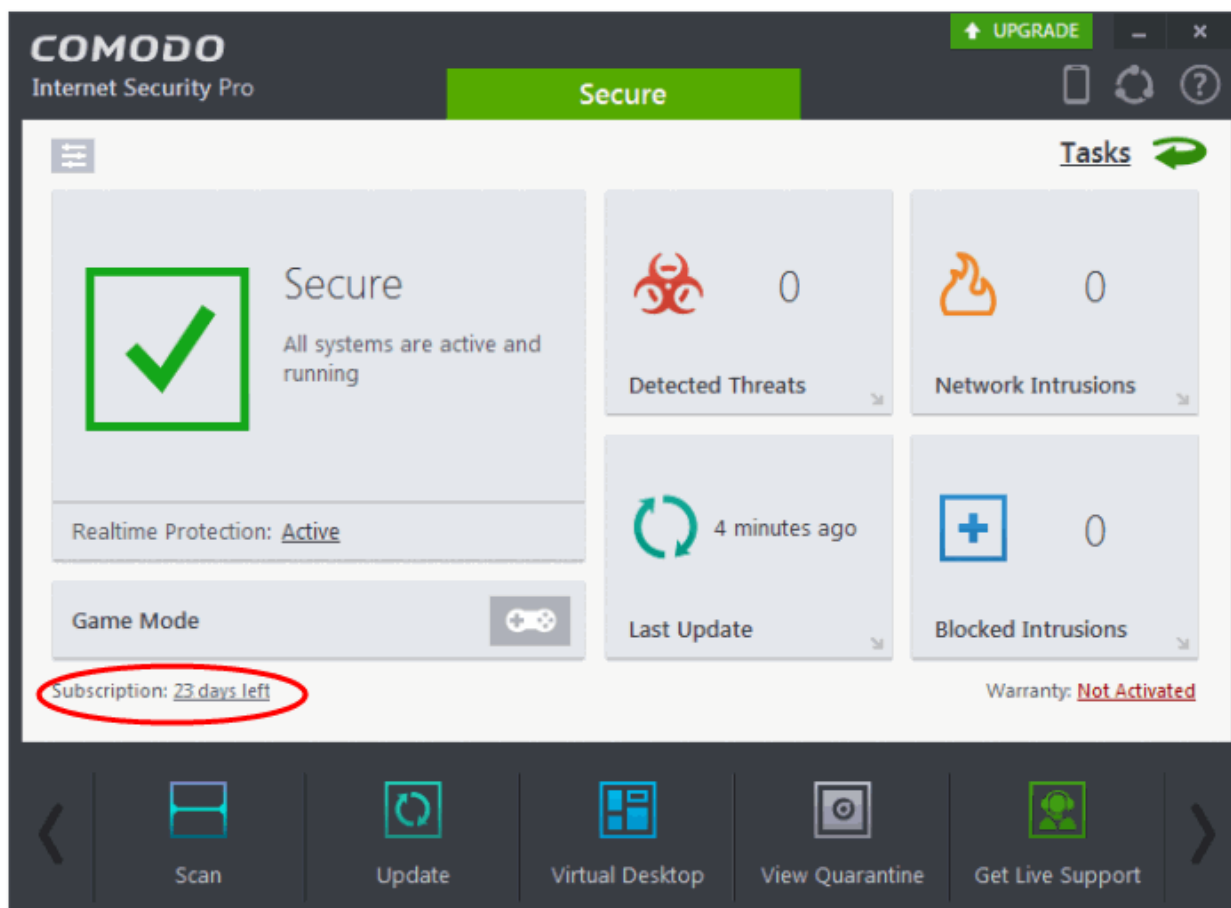 UPGRADE
COMODO
Internet Security Pro
Secure
Tasks
Secure
All systems are active and
running
Realtime Protection: Active
Game Mode
0
Detected Threats
0
Network Intrusions
4 minutes ago
Last Update
0
Blocked Intrusions
Subscription: 23 days left
Warranty: Not Activated
Scan
Update
Virtual Desktop
View Quarantine
Get Live Support